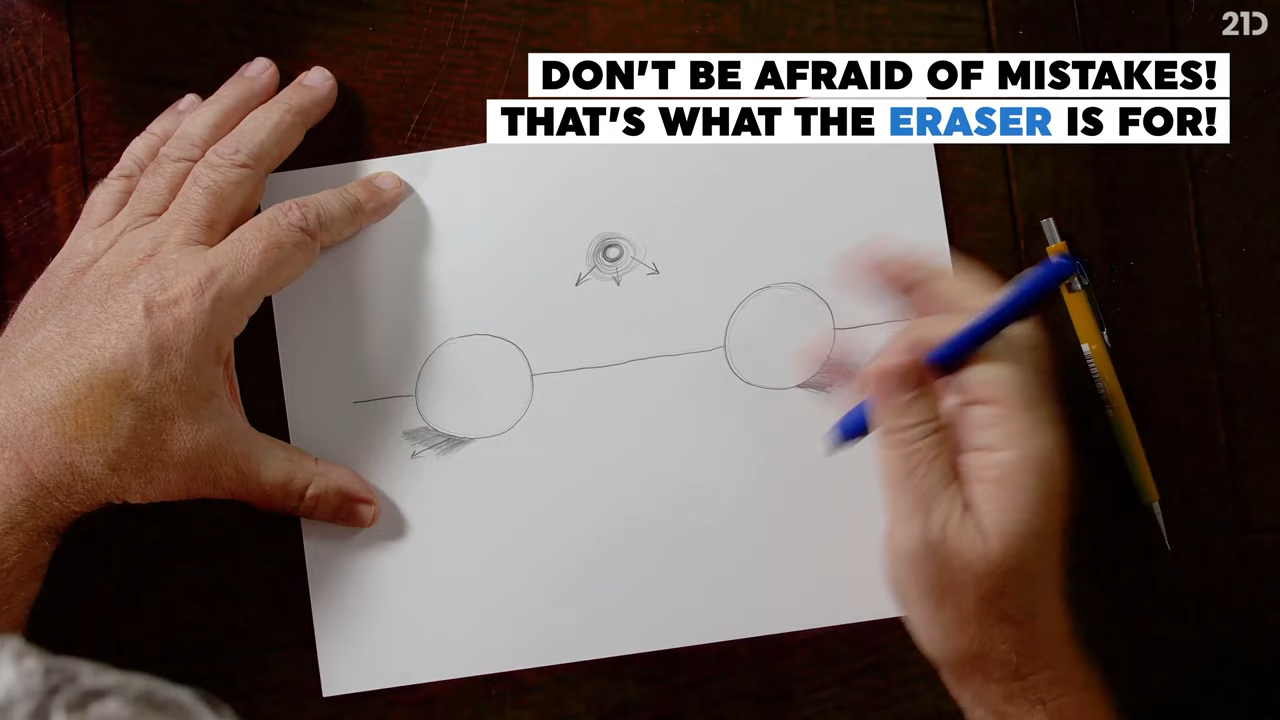 21D
DON'T BE AFRAID OF MISTAKES!
THAT'S WHAT THE ERASER IS FOR!